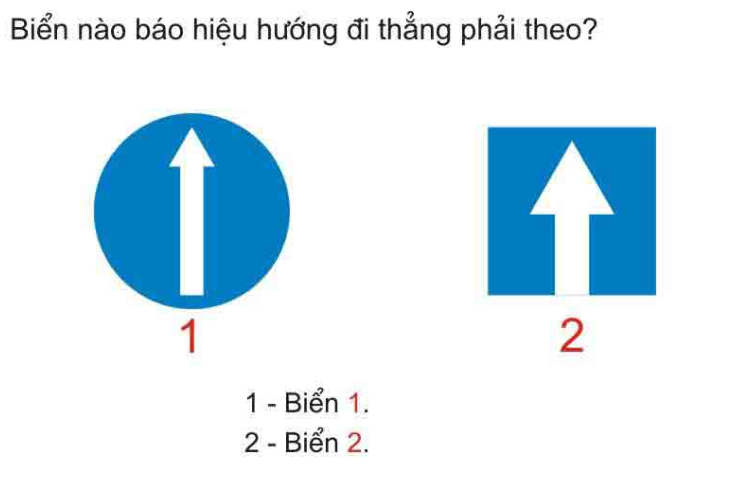 Biển nào báo hiệu hướng đi thẳng phải theo?
1 2
1 - Biển 1.
2 - Biển 2.